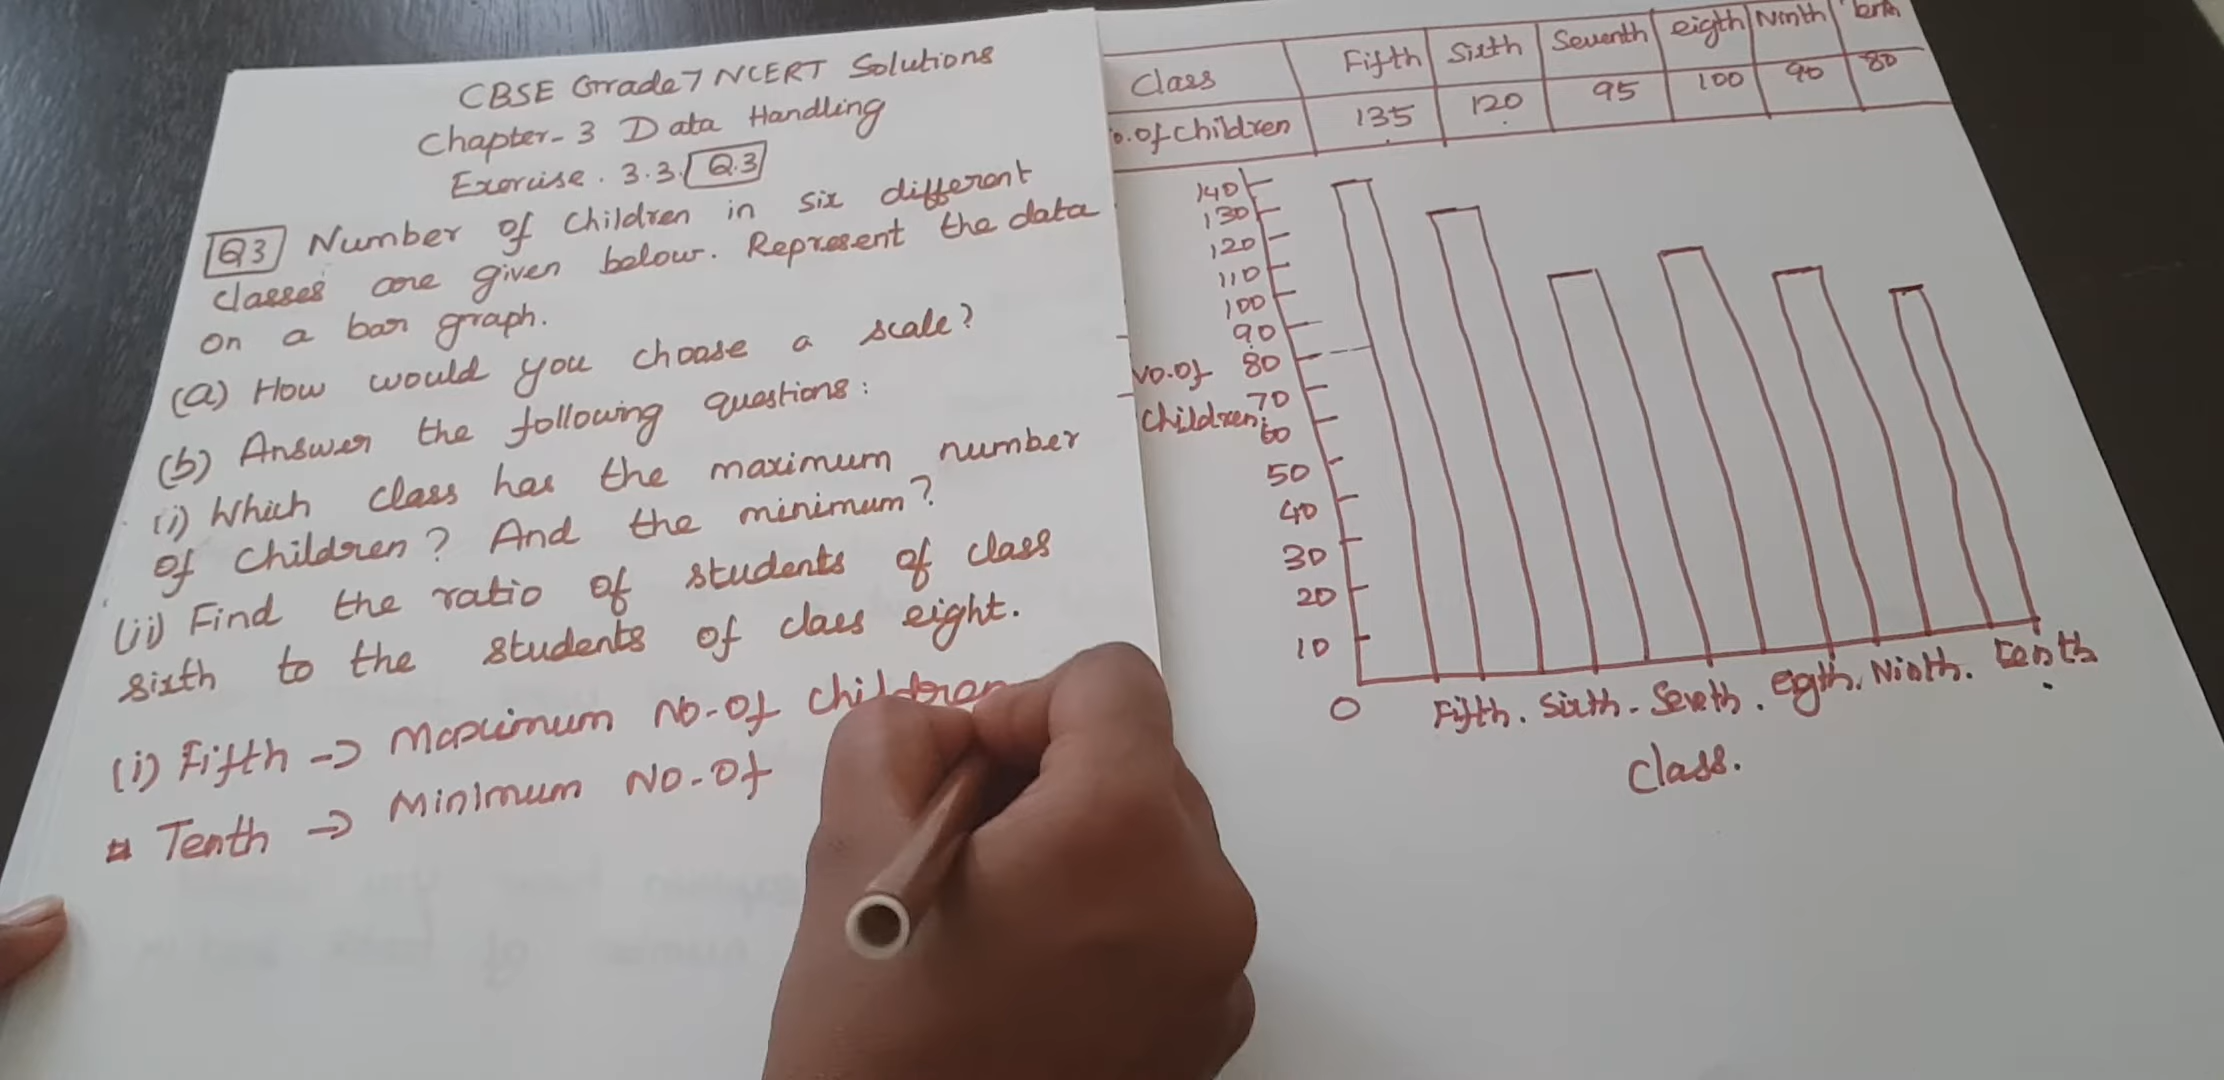 CBSE Grade 7 NCERT Solutions
Chapter-3 Data Handling
Exercise. 3.3. Q.3
Q3 Number of Children in six different
classes are given below. Represent the data
on a bar graph.
(a) How would you choose a scale?
(b) Answer the following questions:
(i) Which class has the maximum number
of Children? And the minimum?
(ii) Find the ratio of students of class
sixth to the students of class eight.
(i) Fifth -> Maximum No-of children
Tenth -> Minimum No-of
Class Fifth Sixth Seventh eigth Ninth
o.of children 135 120 95 100 90 80
140
130
120
110
100
90
80
No.of
70
children
60
50
40
30
20
10
0
Fifth. Sixth-
eigth. Ninth. tenth
Class.